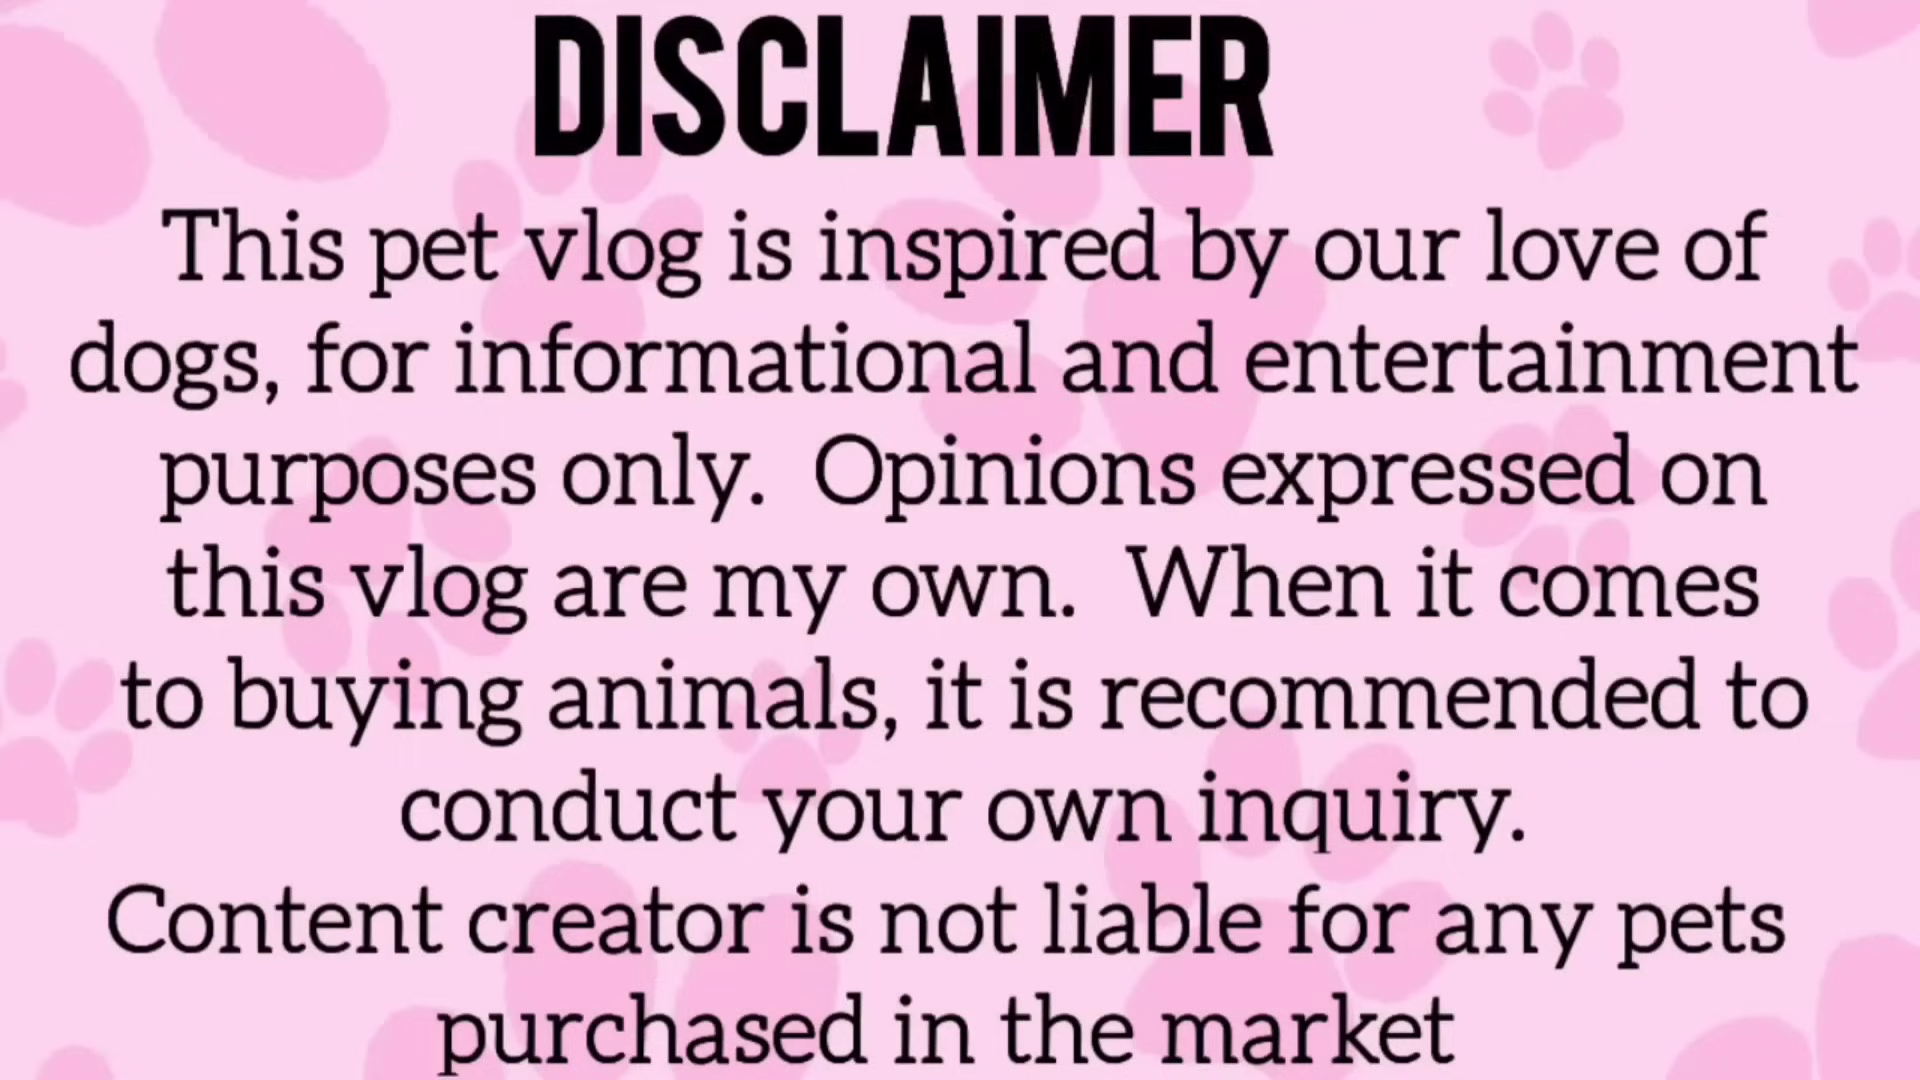 DISCLAIMER
This pet vlog is inspired by our love of
dogs, for informational and entertainment
purposes only.  Opinions expressed on
this vlog are my own.  When it comes
to buying animals, it is recommended to
conduct your own inquiry.
Content creator is not liable for any pets
purchased in the market